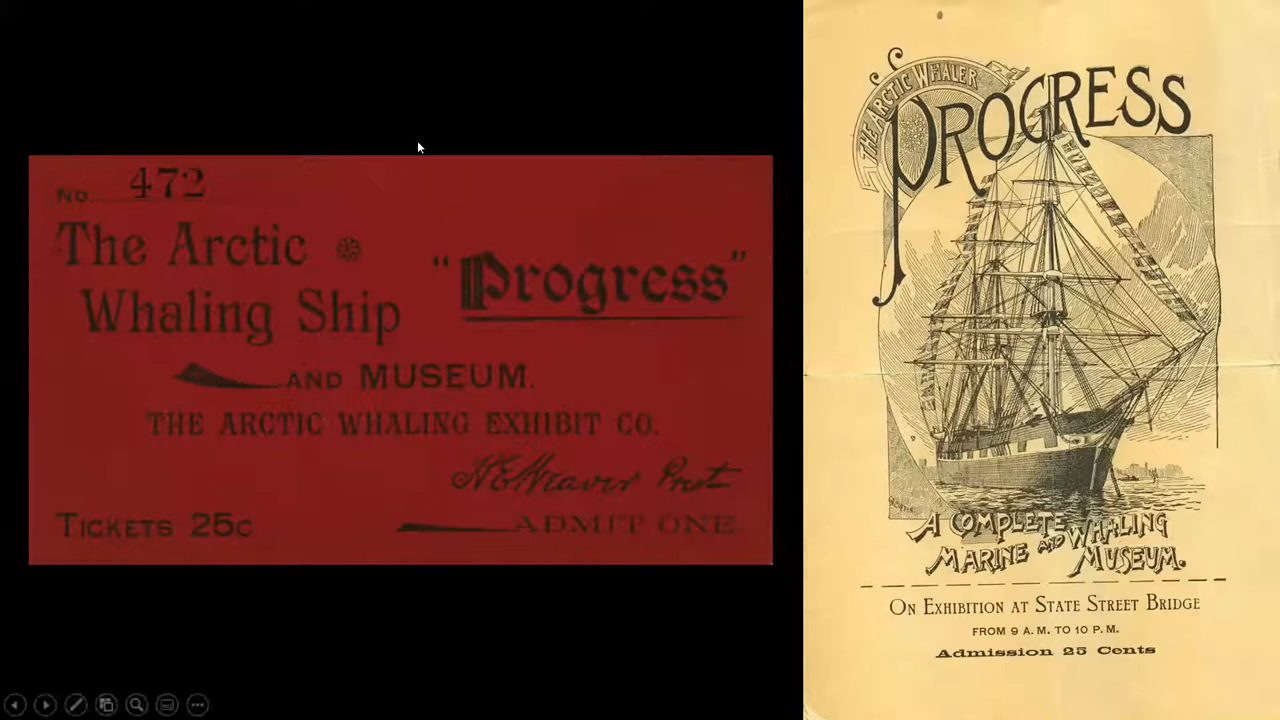 No. 472
The Arctic
Whaling Ship
"Progress"
AND MUSEUM.
THE ARCTIC WHALING EXHIBIT CO.
H E Weaver Prest
TICKETS 25c
ADMIT ONE
THE ARCTIC WHALER
PROGRESS
A COMPLETE
MARINE AND WHALING
MUSEUM.
ON EXHIBITION AT STATE STREET BRIDGE
FROM 9 A. M. TO 10 P. M.
Admission 25 Cents